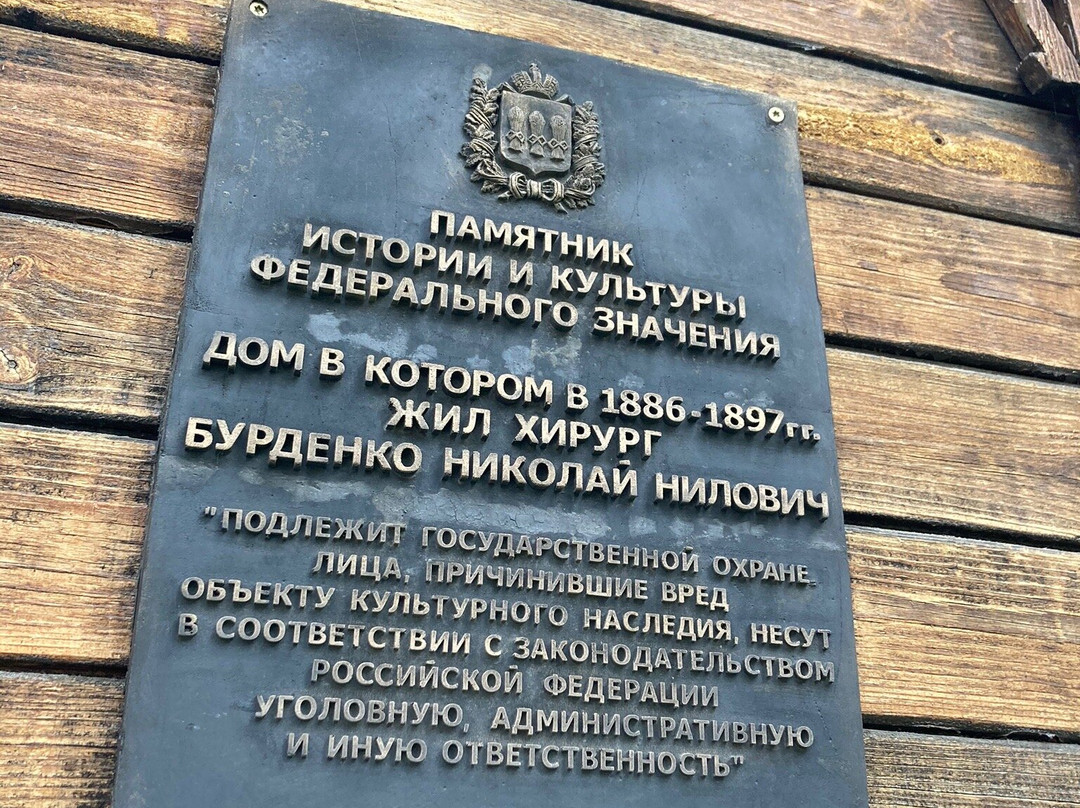 ПАМЯТНИК
ИСТОРИИ И КУЛЬТУРЫ
ФЕДЕРАЛЬНОГО ЗНАЧЕНИЯ
ДОМ В КОТОРОМ В 1886-1897гг.
ЖИЛ ХИРУРГ
БУРДЕНКО НИКОЛАЙ НИЛОВИЧ
"ПОДЛЕЖИТ ГОСУДАРСТВЕННОЙ ОХРАНЕ.
ЛИЦА, ПРИЧИНИВШИЕ ВРЕД
ОБЪЕКТУ КУЛЬТУРНОГО НАСЛЕДИЯ, НЕСУТ
В СООТВЕТСТВИИ С ЗАКОНОДАТЕЛЬСТВОМ
РОССИЙСКОЙ ФЕДЕРАЦИИ
УГОЛОВНУЮ, АДМИНИСТРАТИВНУЮ
И ИНУЮ ОТВЕТСТВЕННОСТЬ"